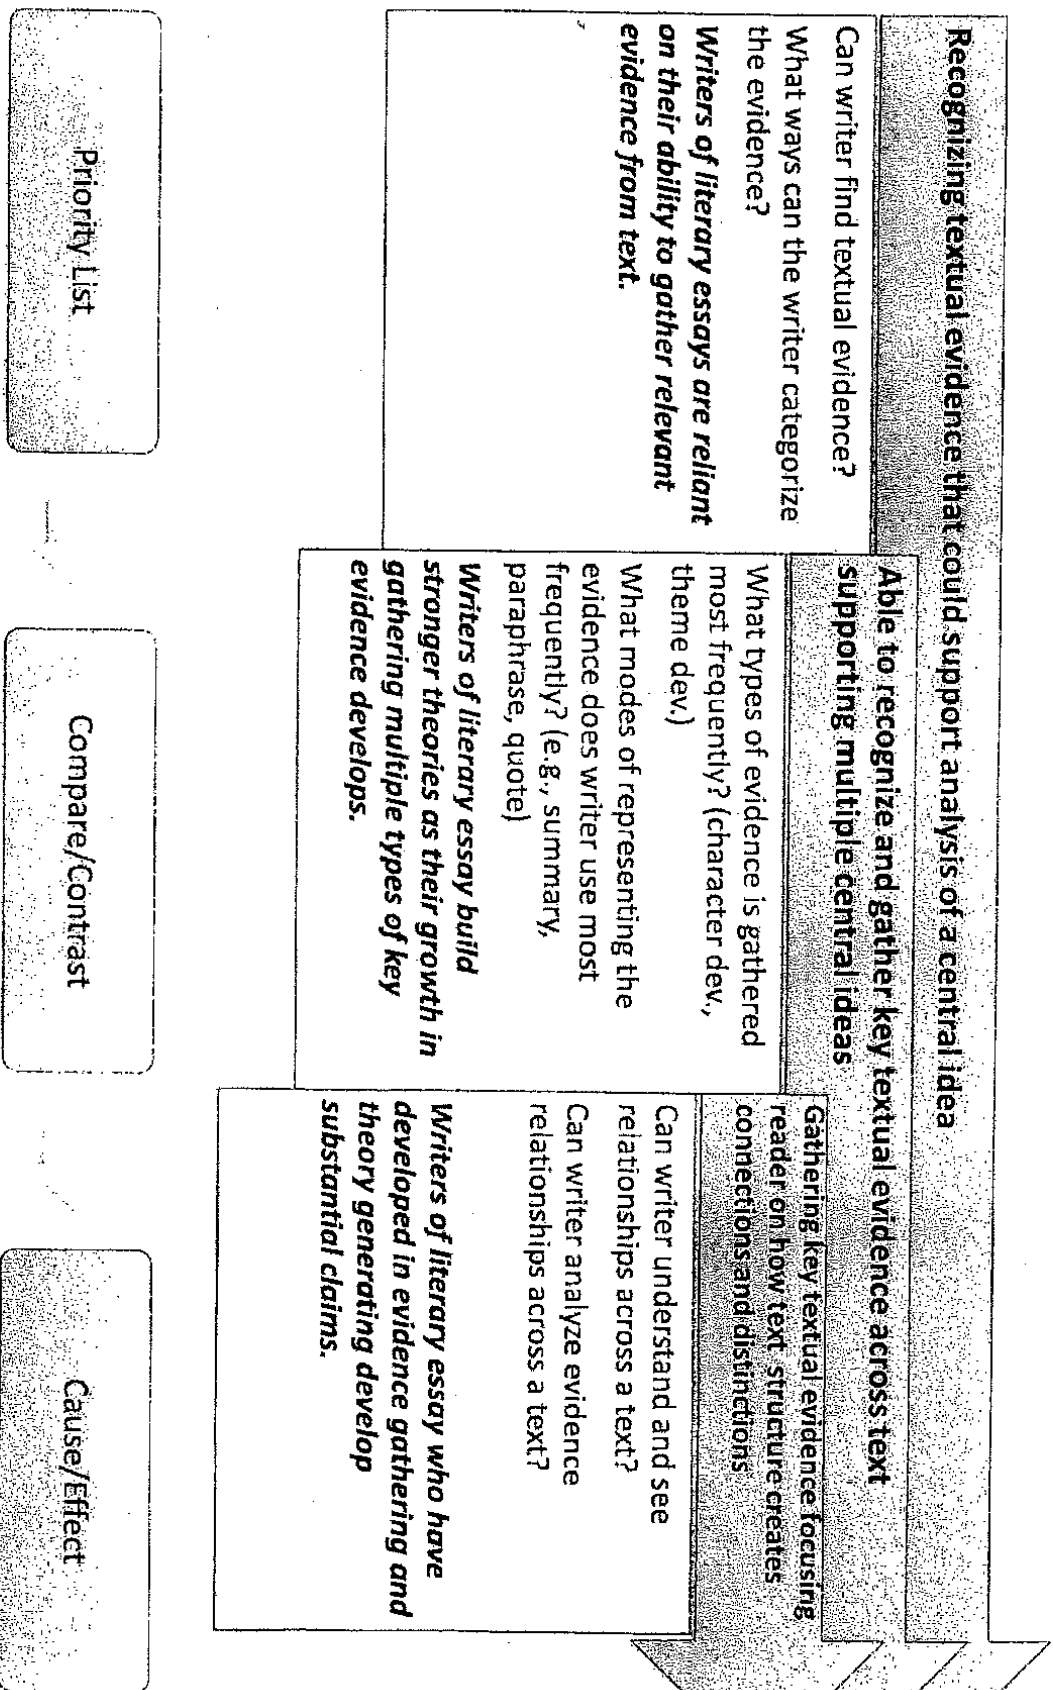 Recognizing textual evidence that could support analysis of a central idea
Can writer find textual evidence?
What ways can the writer categorize
the evidence?
Writers of literary essays are reliant
on their ability to gather relevant
evidence from text.
Able to recognize and gather key textual evidence across text
supporting multiple central ideas
What types of evidence is gathered
most frequently? (character dev.,
theme dev.)
What modes of representing the
evidence does writer use most
frequently? (e.g., summary,
paraphrase, quote)
Writers of literary essay build
stronger theories as their growth in
gathering multiple types of key
evidence develops.
Gathering key textual evidence focusing
reader on how text structure creates
connections and distinctions
Can writer understand and see
relationships across a text?
Can writer analyze evidence
relationships across a text?
Writers of literary essay who have
developed in evidence gathering and
theory generating develop
substantial claims.
Priority List
Compare/Contrast
Cause/Effect